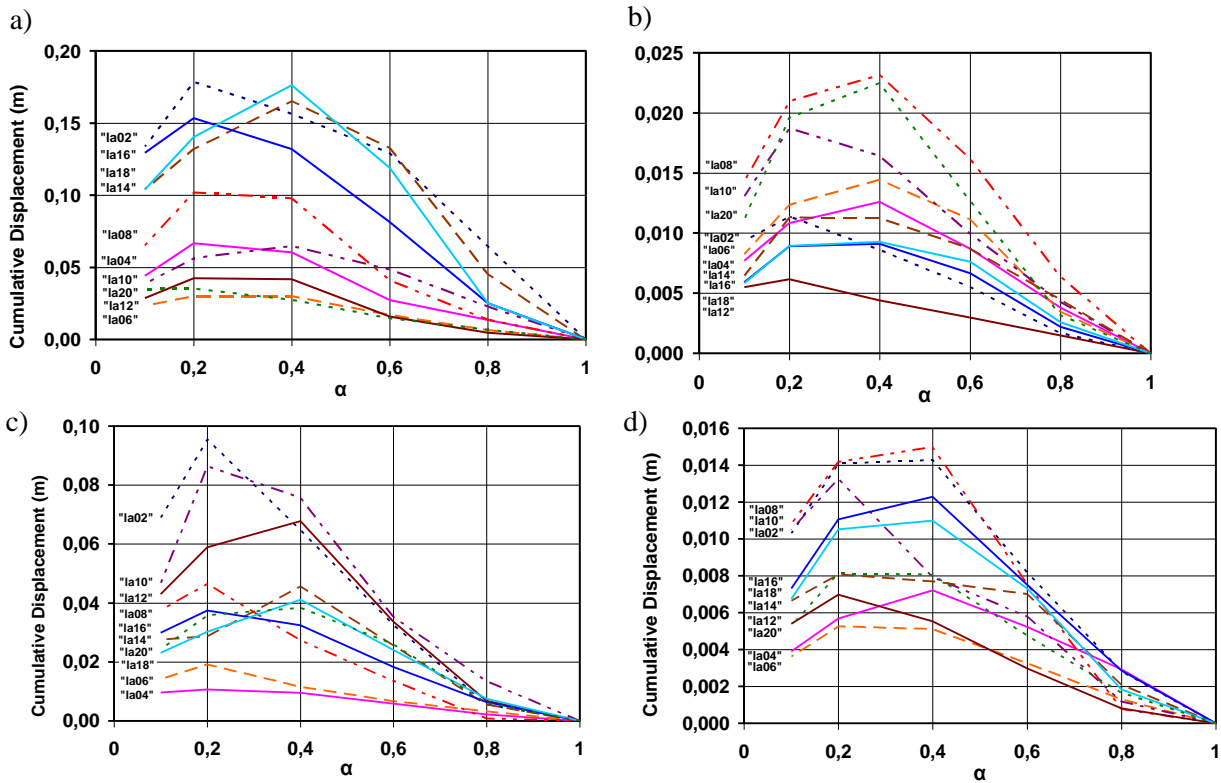 a)
0,20
0,15
0,10
0,05
0,00
Cumulative Displacement (m)
"la02"
"la16"
"la18"
"la14"
"la08"
"la04"
"la10"
"la20"
"la12"
"la06"
0
0,2
0,4
0,6
0,8
1
α
b)
0,025
0,020
0,015
0,010
0,005
0,000
Cumulative Displacement (m)
"la08"
"la10"
"la20"
"la02"
"la06"
"la04"
"la14"
"la16"
"la18"
"la12"
0
0,2
0,4
0,6
0,8
1
α
c)
0,10
0,08
0,06
0,04
0,02
0,00
Cumulative Displacement (m)
"la02"
"la10"
"la12"
"la08"
"la16"
"la14"
"la20"
"la18"
"la06"
"la04"
0
0,2
0,4
0,6
0,8
1
α
d)
0,016
0,014
0,012
0,010
0,008
0,006
0,004
0,002
0,000
Cumulative Displacement (m)
"la08"
"la10"
"la02"
"la16"
"la18"
"la14"
"la12"
"la20"
"la04"
"la06"
0
0,2
0,4
0,6
0,8
1
α